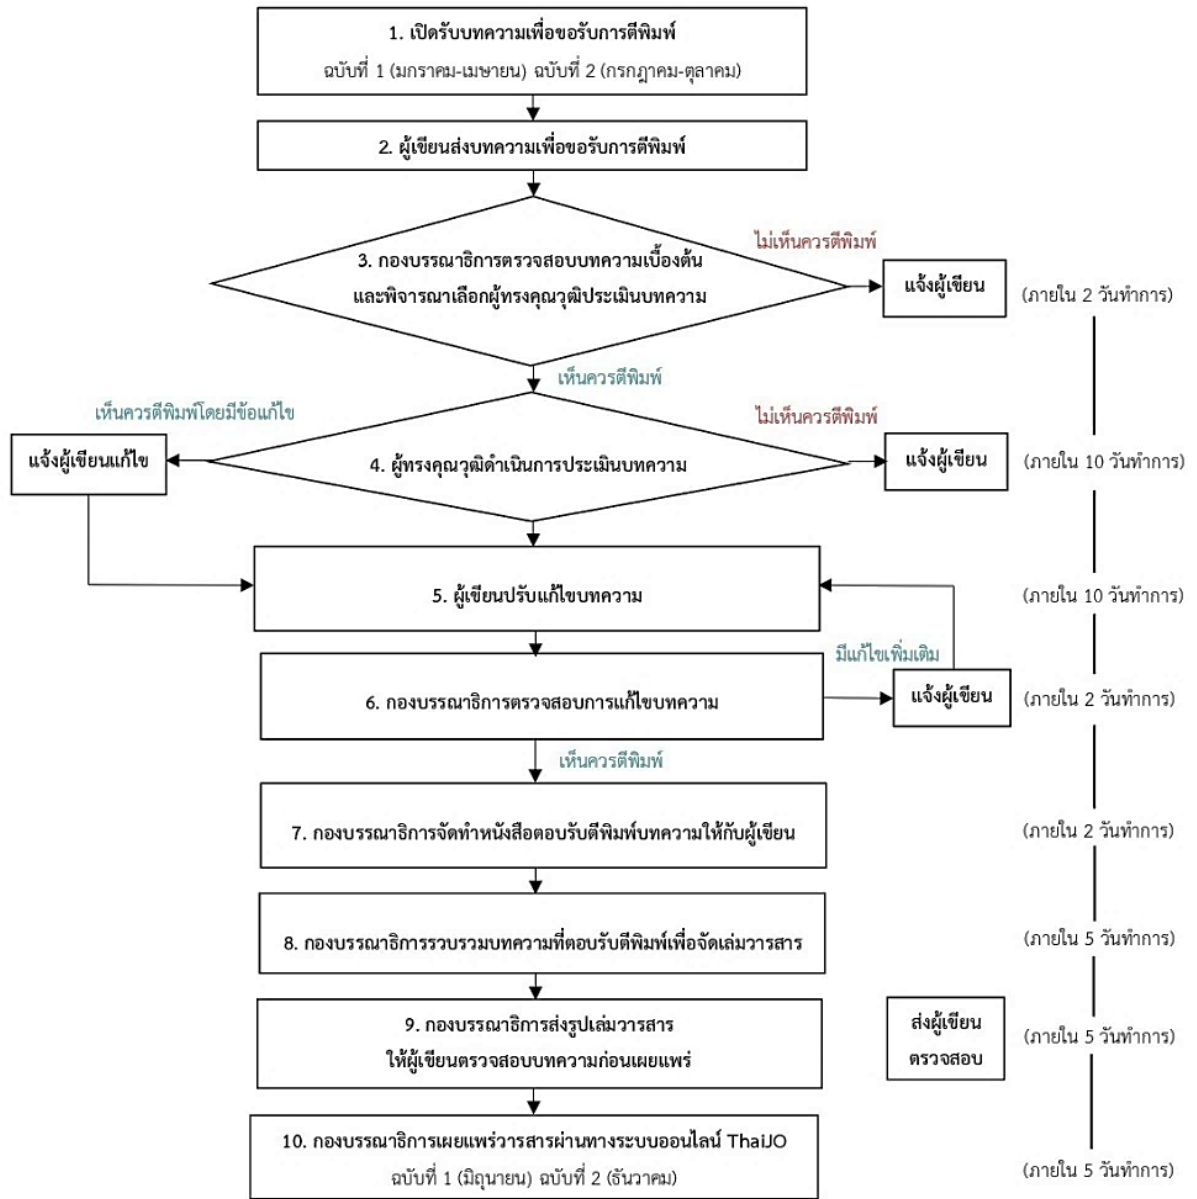 1. เปิดรับบทความเพื่อขอรับการตีพิมพ์
ฉบับที่ 1 (มกราคม-เมษายน) ฉบับที่ 2 (กรกฎาคม-ตุลาคม)
2. ผู้เขียนส่งบทความเพื่อขอรับการตีพิมพ์
ไม่เห็นควรตีพิมพ์
3. กองบรรณาธิการตรวจสอบบทความเบื้องต้น
และพิจารณาเลือกผู้ทรงคุณวุฒิประเมินบทความ
แจ้งผู้เขียน
(ภายใน 2 วันทำการ)
เห็นควรตีพิมพ์
เห็นควรตีพิมพ์โดยมีข้อแก้ไข
ไม่เห็นควรตีพิมพ์
แจ้งผู้เขียนแก้ไข
4. ผู้ทรงคุณวุฒิดำเนินการประเมินบทความ
แจ้งผู้เขียน
(ภายใน 10 วันทำการ)
5. ผู้เขียนปรับแก้ไขบทความ
(ภายใน 10 วันทำการ)
มีแก้ไขเพิ่มเติม
6. กองบรรณาธิการตรวจสอบการแก้ไขบทความ
แจ้งผู้เขียน
(ภายใน 2 วันทำการ)
เห็นควรตีพิมพ์
7. กองบรรณาธิการจัดทำหนังสือตอบรับตีพิมพ์บทความให้กับผู้เขียน
(ภายใน 2 วันทำการ)
8. กองบรรณาธิการรวบรวมบทความที่ตอบรับตีพิมพ์เพื่อจัดเล่มวารสาร
(ภายใน 5 วันทำการ)
9. กองบรรณาธิการส่งรูปเล่มวารสาร
ให้ผู้เขียนตรวจสอบบทความก่อนเผยแพร่
ส่งผู้เขียน
ตรวจสอบ
(ภายใน 5 วันทำการ)
10. กองบรรณาธิการเผยแพร่วารสารผ่านทางระบบออนไลน์ ThaiJO
ฉบับที่ 1 (มิถุนายน) ฉบับที่ 2 (ธันวาคม)
(ภายใน 5 วันทำการ)